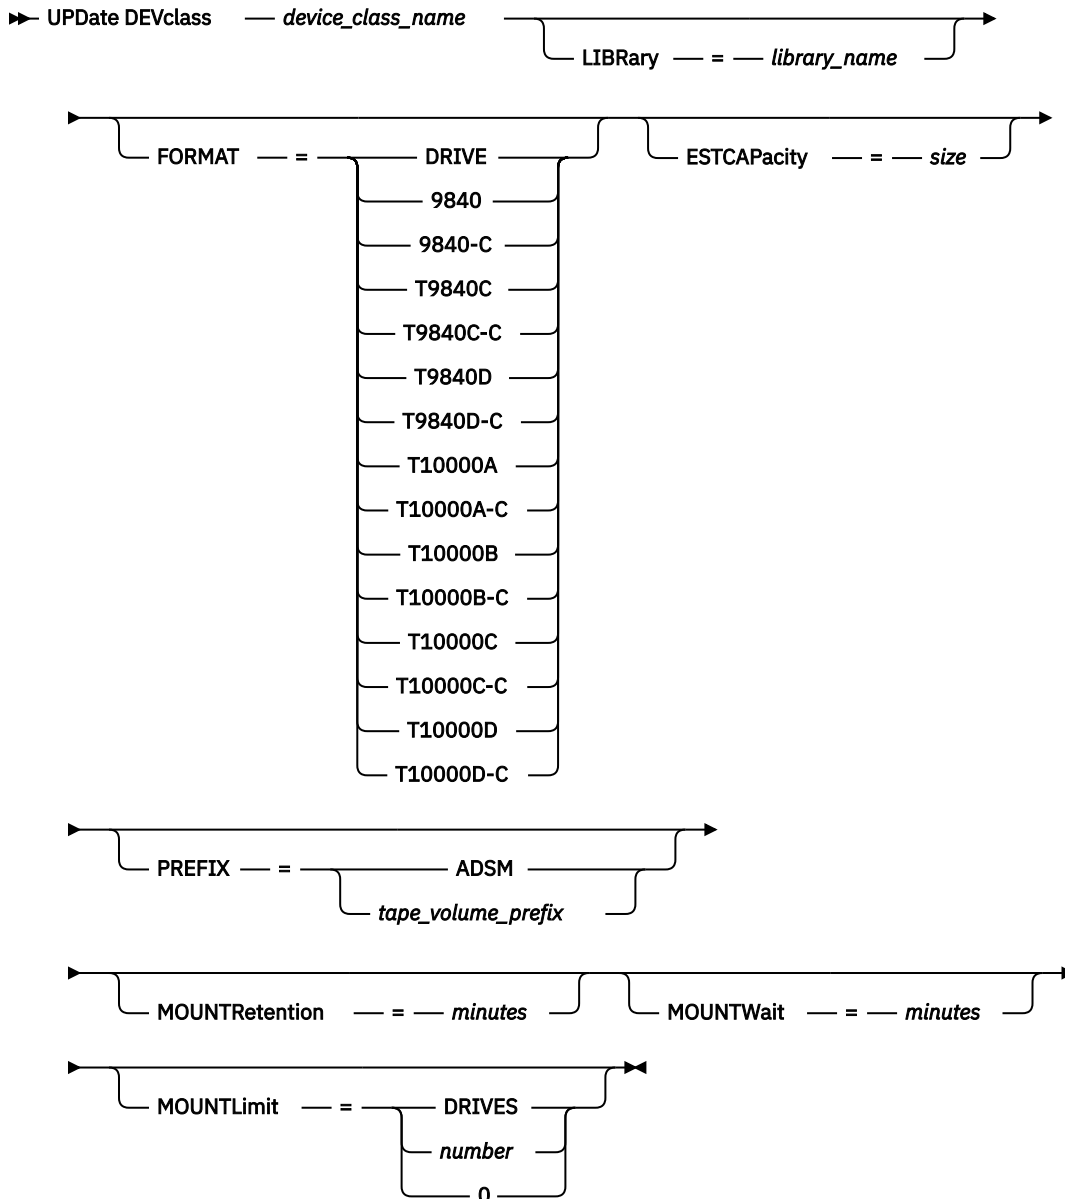 UPDate DEVclass device_class_name
LIBRary = library_name
FORMAT = DRIVE ESTCAPacity = size
9840
9840-C
T9840C
T9840C-C
T9840D
T9840D-C
T10000A
T10000A-C
T10000B
T10000B-C
T10000C
T10000C-C
T10000D
T10000D-C
PREFIX = ADSM
tape_volume_prefix
MOUNTRetention = minutes MOUNTWait = minutes
MOUNTLimit = DRIVES
number
0